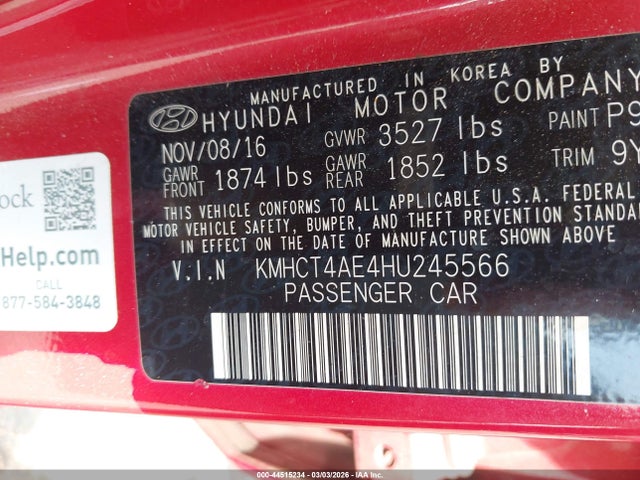 MANUFACTURED IN KOREA BY
HYUNDAI MOTOR COMPANY
NOV/08/16 GVWR 3527 lbs PAINT P9
GAWR FRONT 1874 lbs GAWR REAR 1852 lbs TRIM 9Y
THIS VEHICLE CONFORMS TO ALL APPLICABLE U.S.A. FEDERAL
MOTOR VEHICLE SAFETY, BUMPER, AND THEFT PREVENTION STANDA
IN EFFECT ON THE DATE OF MANUFACTURE SHOWN ABOVE.
V.I.N KMHCT4AE4HU245566
PASSENGER CAR
ock
Help.com
CALL
877-584-3848
000-44515234 | 03/03/2026 | IAA Inc.